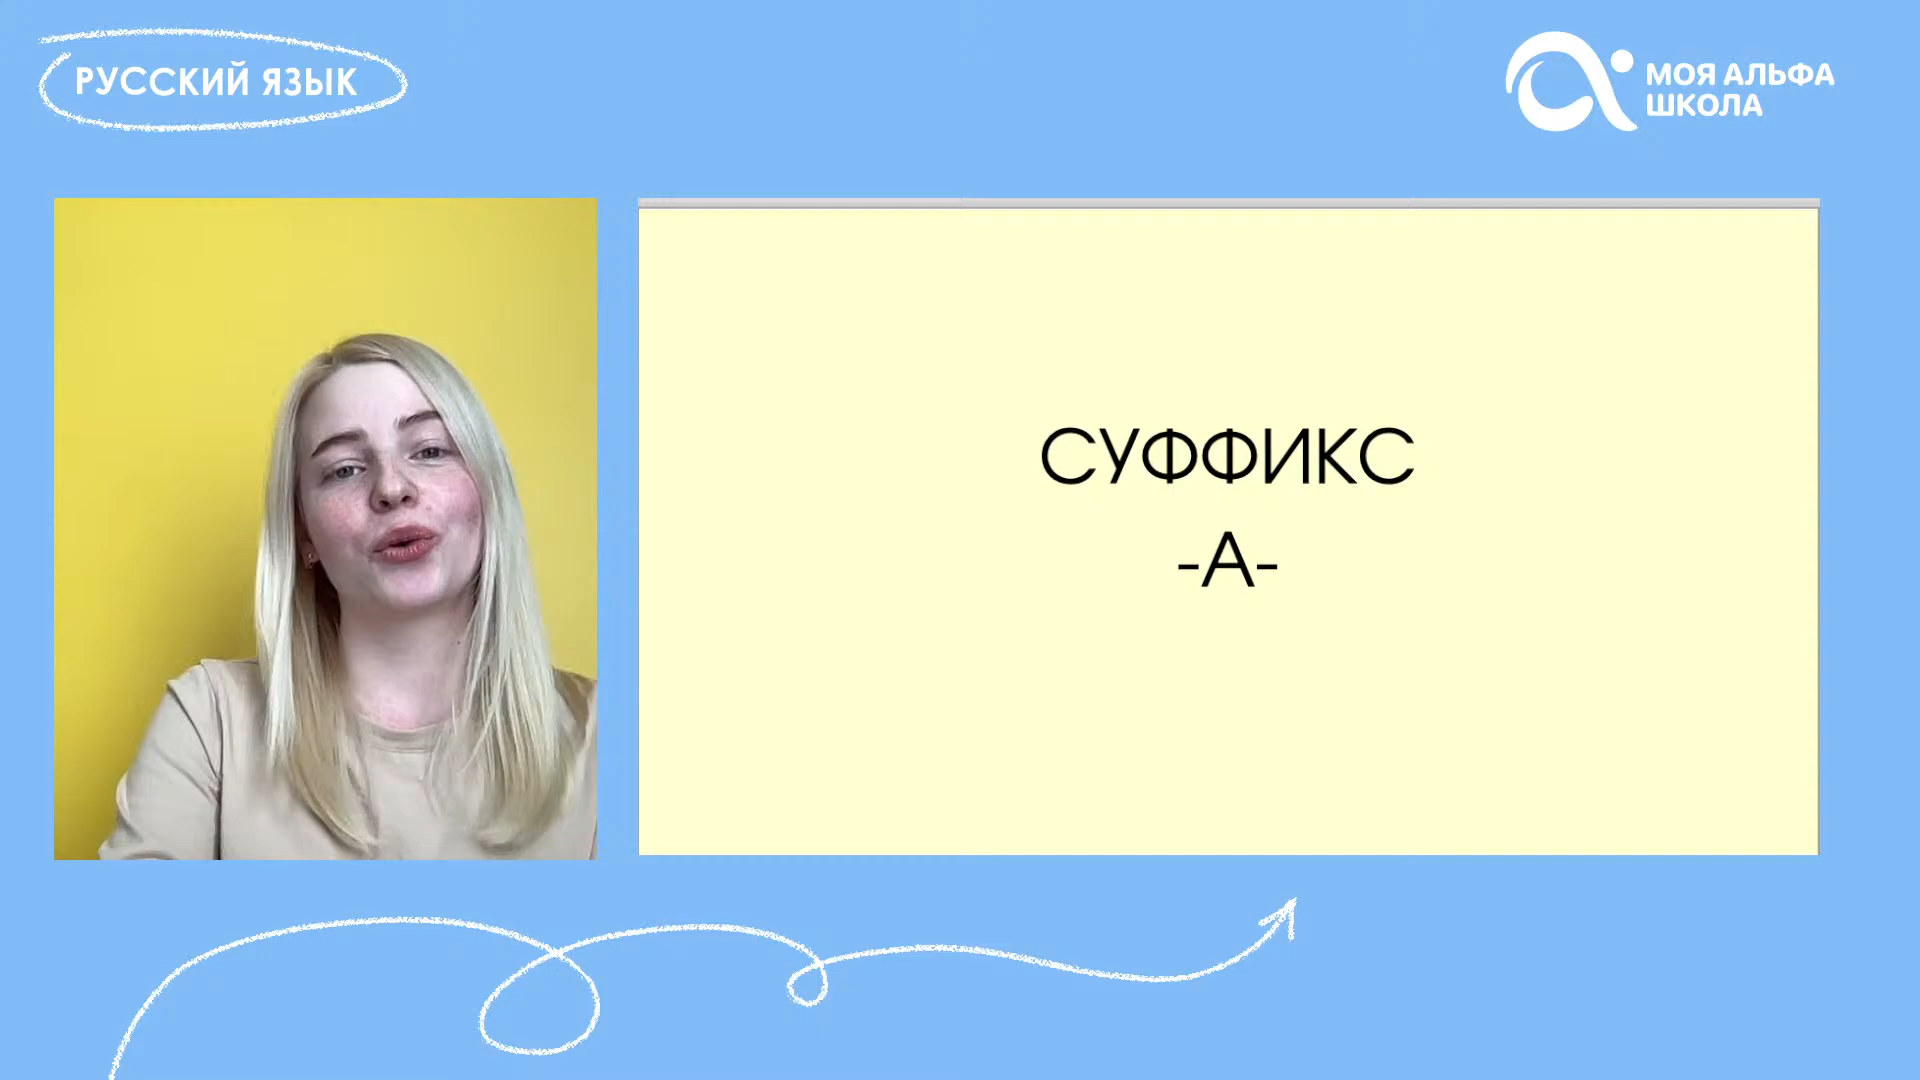 РУССКИЙ ЯЗЫК
МОЯ АЛЬФА
ШКОЛА
СУФФИКС
-А-